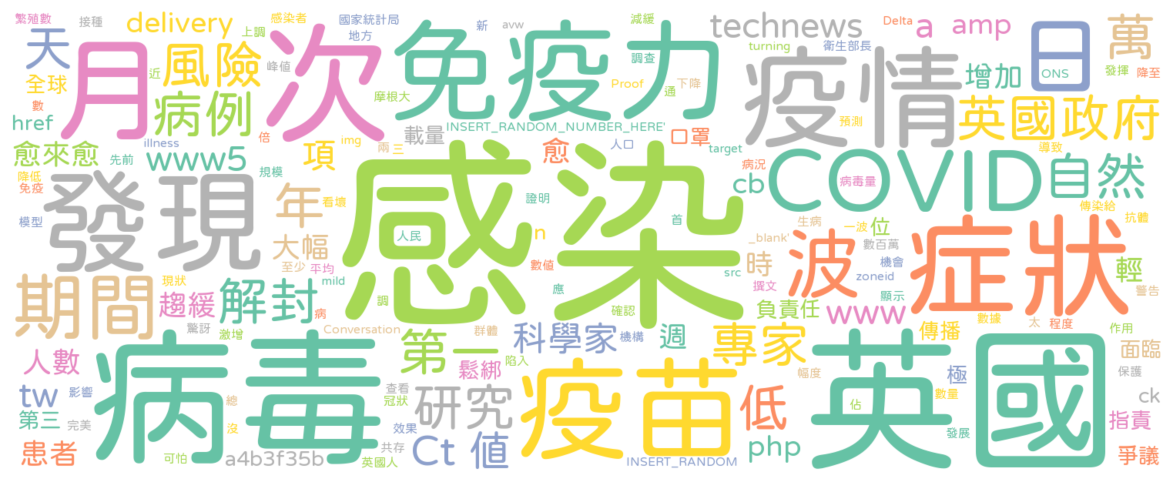 繁殖數 接種 delivery 感染者 上調 國家統計局 地方 新 avw 減緩 調查 technews Delta a amp 衛生部長 萬
天 全球 近 風險 峰值 月 次 免疫力 疫情 turning Proof 通 下降 增加 日 ONS 發揮 降至
數 href 病例 倍 摩根大 載量 INSERT_RANDOM_NUMBER_HERE' 口罩 預測 英國政府
愈來愈 先前 illness www5 項 img 兩 三 愈 人口 target 病況 導致
降低 免疫 發現 規模 年 看壞 感染 證明 首 cb COVID 病毒量 自然 傳染給 抗體
模型 大幅 至少 平均 人民 n 數值 _blank' 生病 一波 位 數百萬 症狀
期間 現狀 趨緩 解封 mild 病 調 應 src 時 撰文 波 機會 zoneid 顯示 輕 警告
驚訝 激增 Conversation 群體 確認 負責任 www 傳播 數據 太 程度 作用
人數 病毒 第一 鬆綁 陷入 科學家 機構 週 專家 英國 面臨
tw 影響 查看 冠狀 研究 疫苗 幅度 低 極 數量 保護 ck
第三 完美 總 沒 效果 共存 Ct 值 佔 發展 指責
患者 可怕 a4b3f35b 英國人 INSERT_RANDOM php 爭議